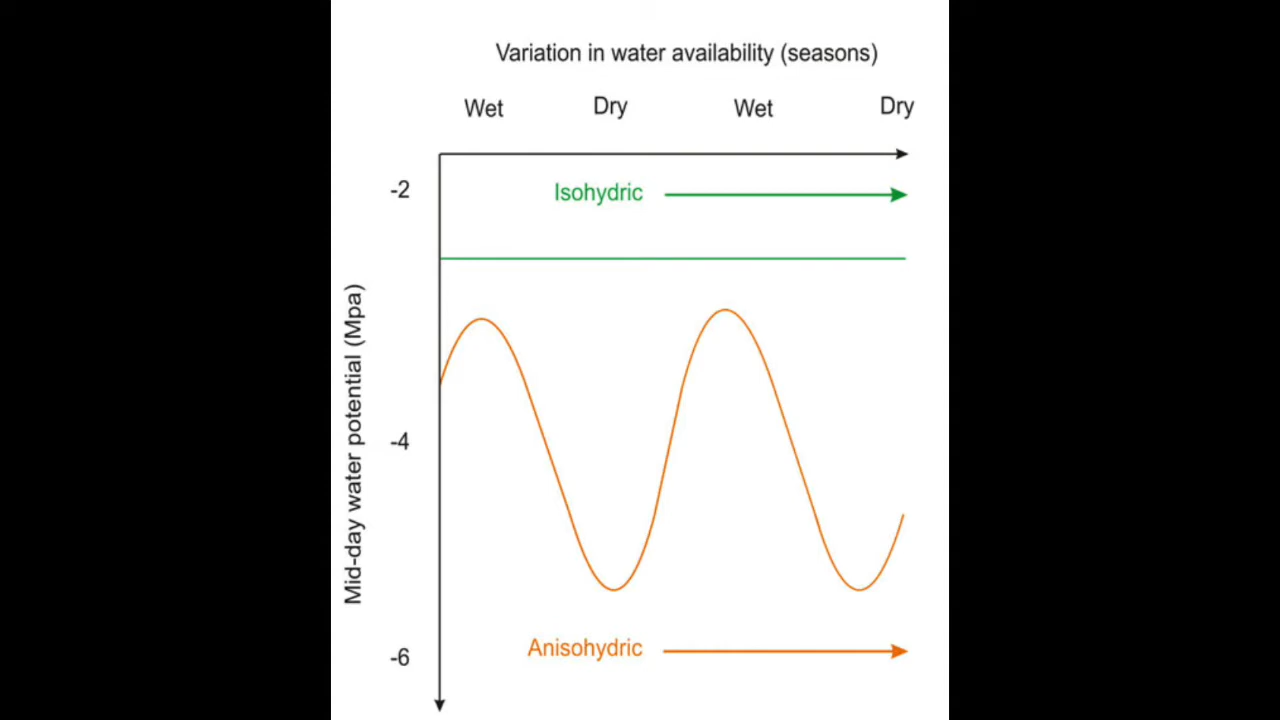 Variation in water availability (seasons)
Wet Dry Wet Dry
-2
Isohydric
Mid-day water potential (Mpa)
-4
Anisohydric
-6